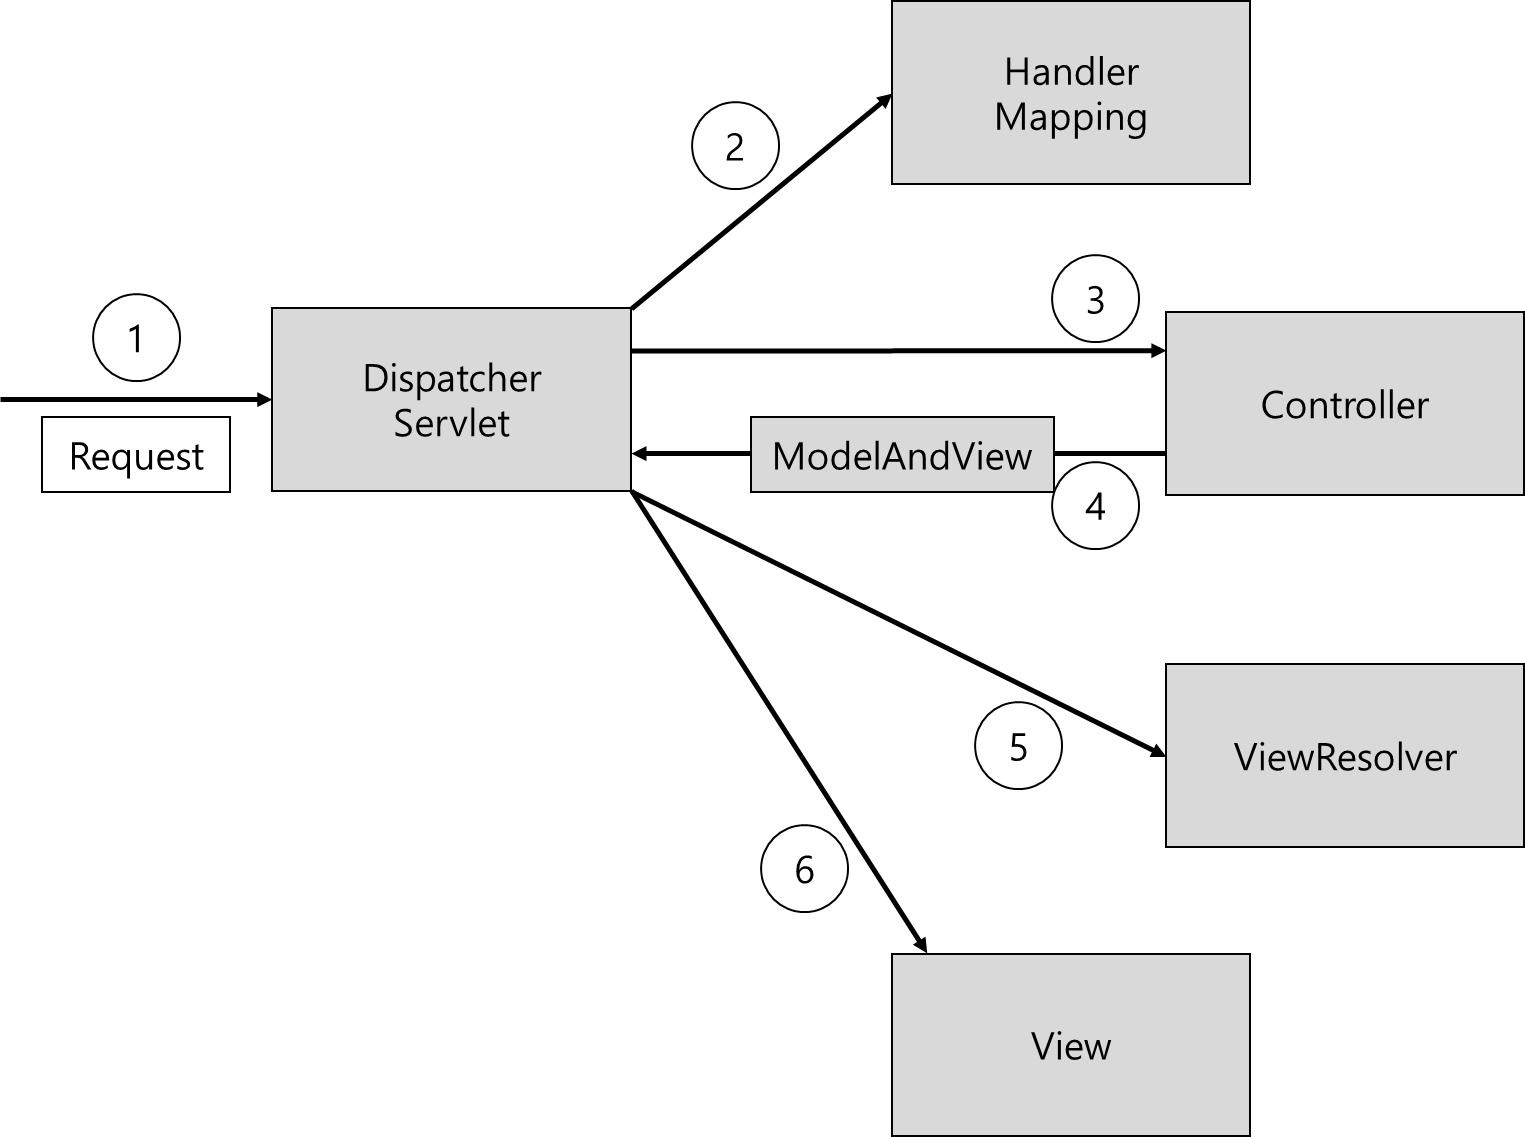 Handler
Mapping
2
3
1
Dispatcher
Servlet
Controller
Request
ModelAndView
4
5
ViewResolver
6
View